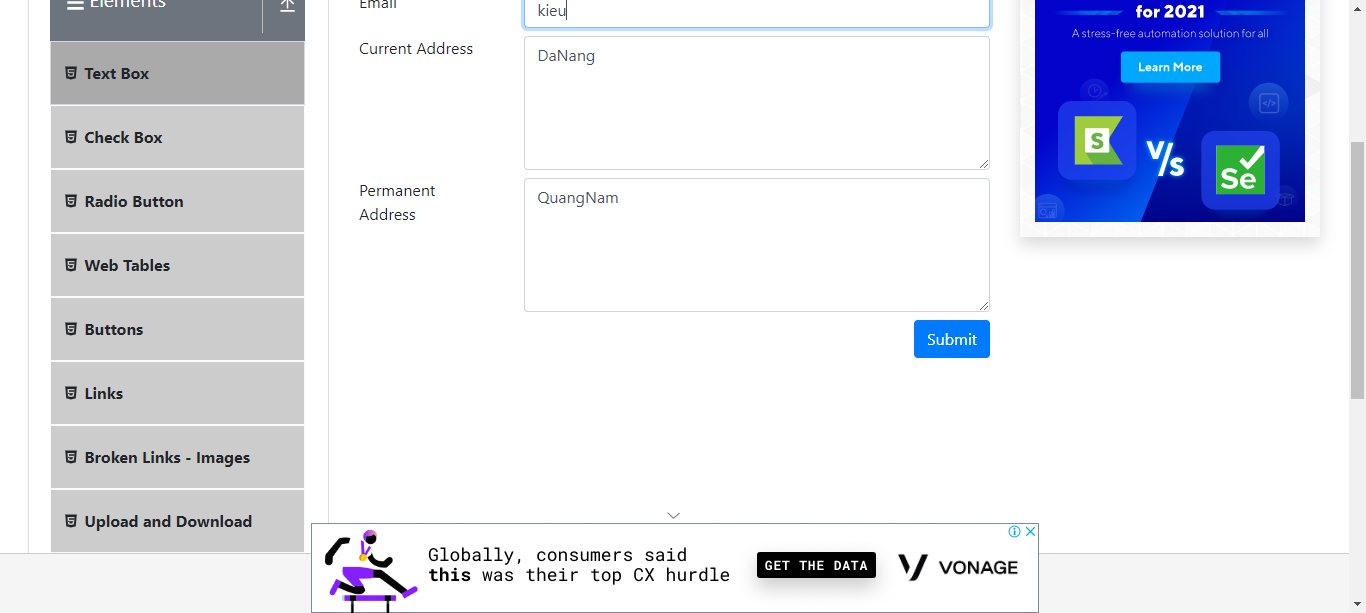 Elements
Text Box
Check Box
Radio Button
Web Tables
Buttons
Links
Broken Links - Images
Upload and Download
Email
kieu
Current Address
DaNang
Permanent
Address
QuangNam
Submit
for 2021
A stress-free automation solution for all
Learn More
S
V/s
Se
Globally, consumers said
this was their top CX hurdle
GET THE DATA
VONAGE